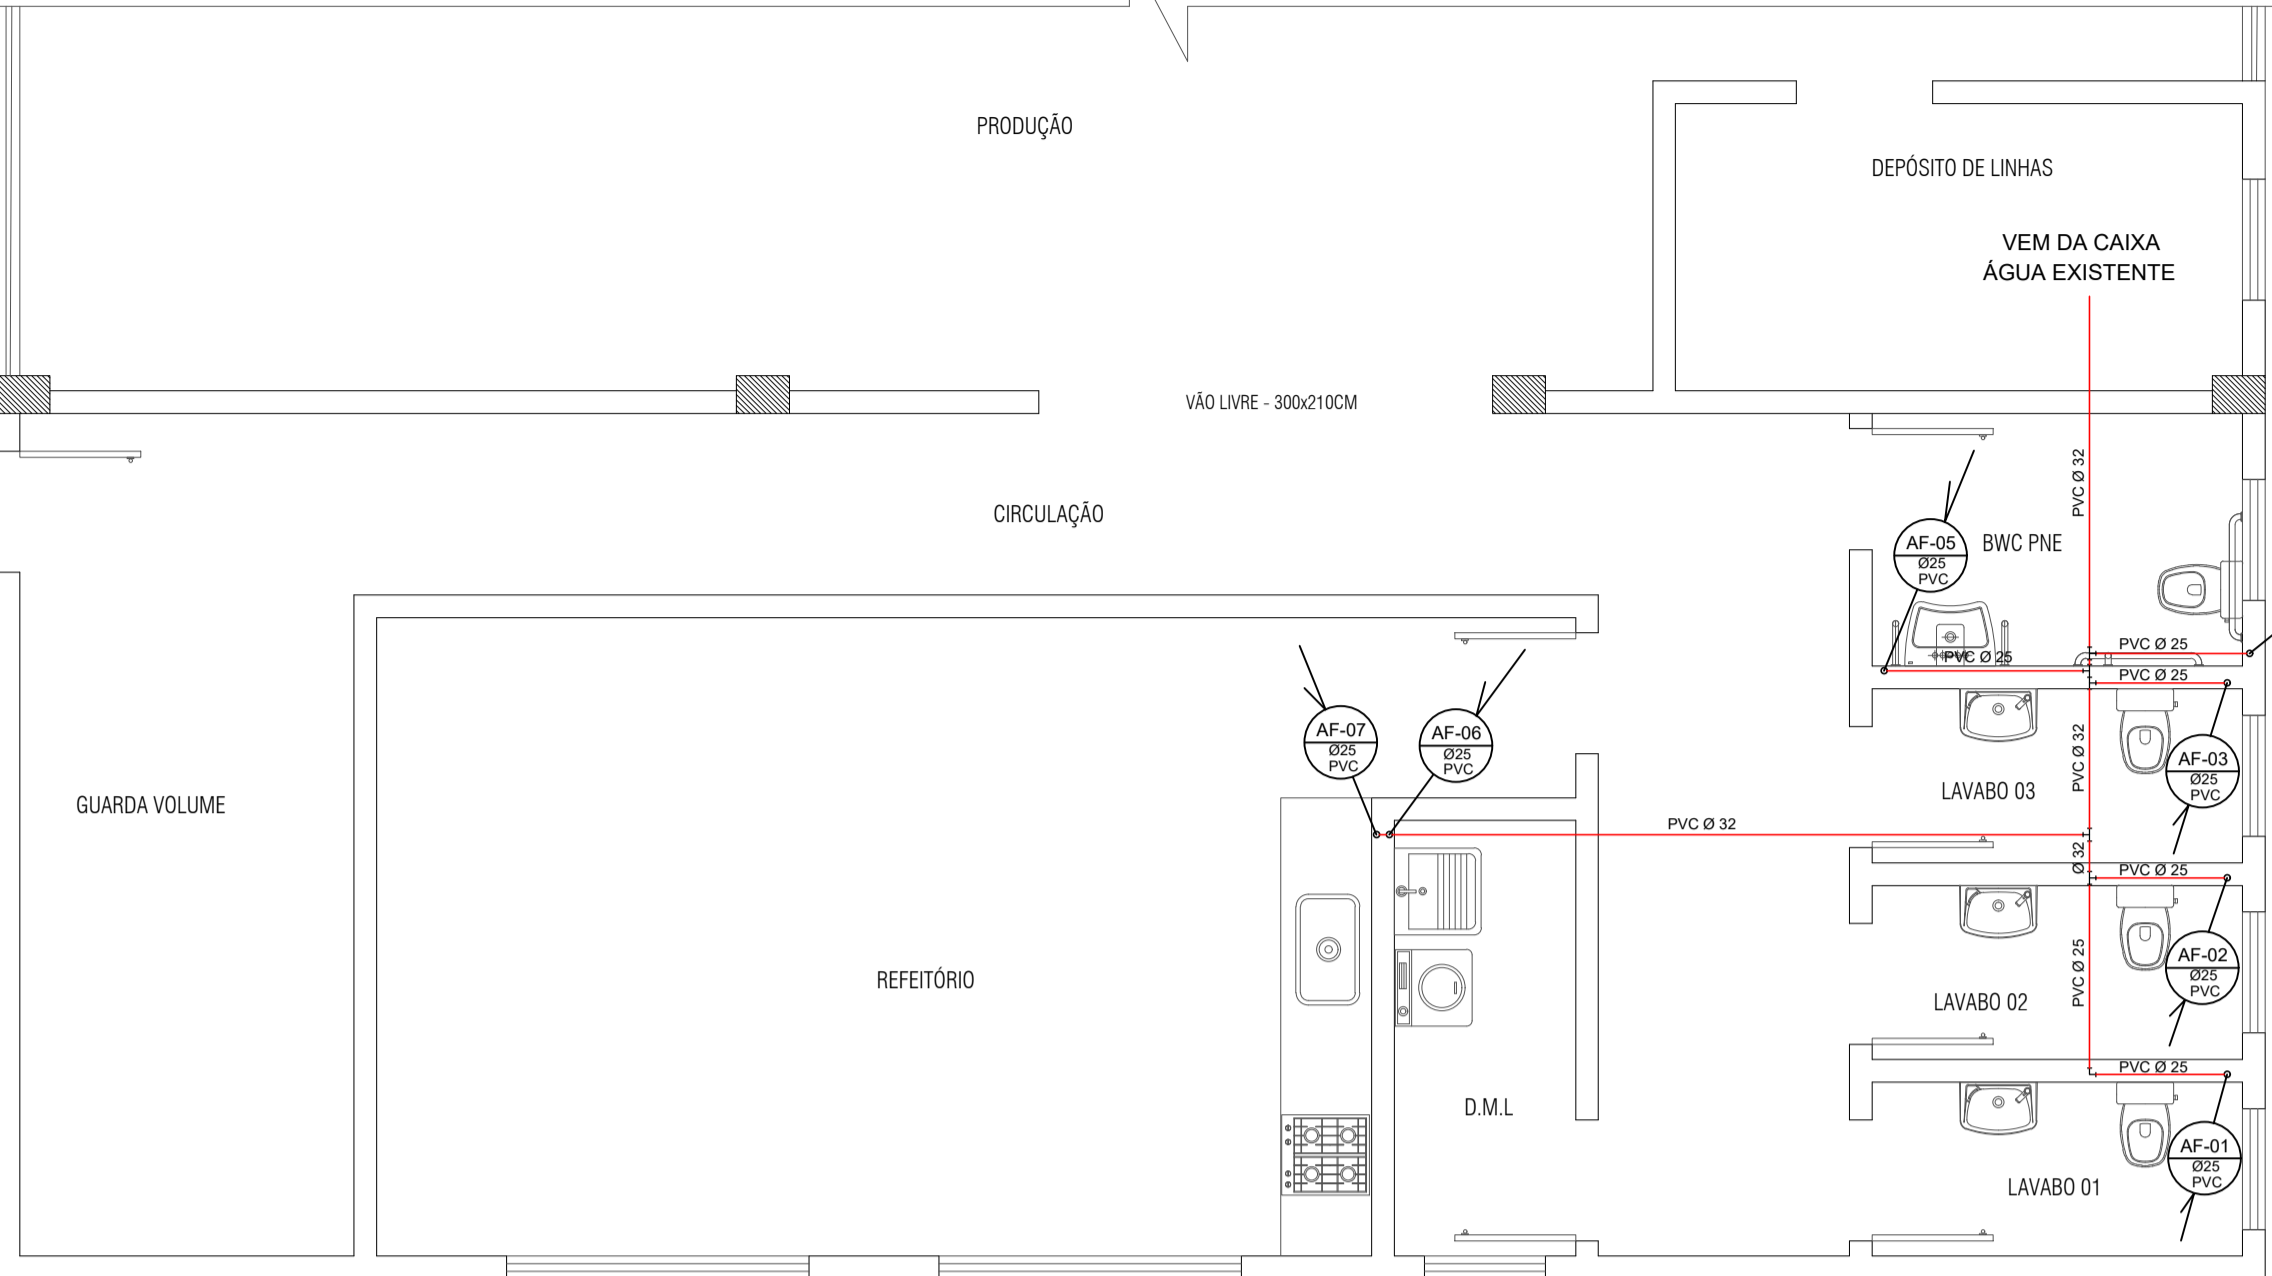 PRODUÇÃO
DEPÓSITO DE LINHAS
VEM DA CAIXA
ÁGUA EXISTENTE
VÃO LIVRE - 300x210CM
PVC Ø 32
CIRCULAÇÃO
AF-05
Ø25
PVC
BWC PNE
PVC Ø 25
PVC Ø 25
PVC Ø 25
AF-07
Ø25
PVC
AF-06
Ø25
PVC
PVC Ø 32
AF-03
Ø25
PVC
GUARDA VOLUME
LAVABO 03
PVC Ø 32
Ø 32
PVC Ø 25
REFEITÓRIO
PVC Ø 25
AF-02
Ø25
PVC
LAVABO 02
PVC Ø 25
D.M.L
AF-01
Ø25
PVC
LAVABO 01